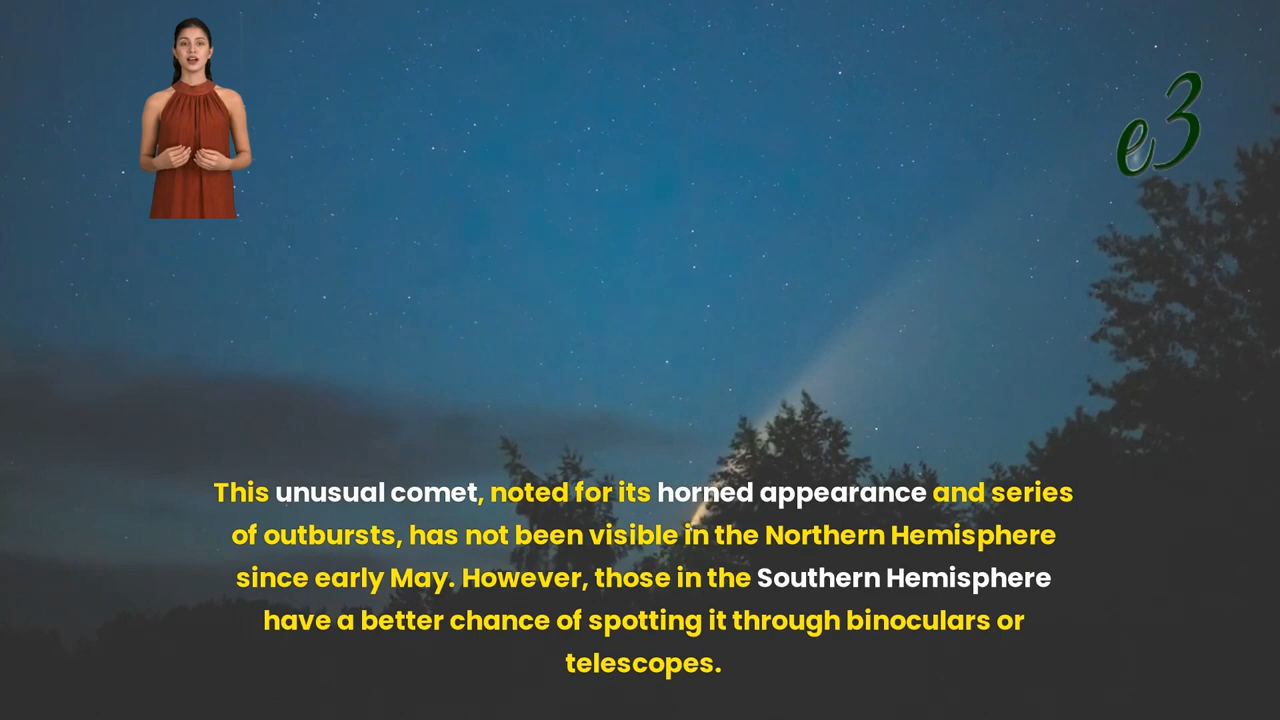 e3
This unusual comet, noted for its horned appearance and series
of outbursts, has not been visible in the Northern Hemisphere
since early May. However, those in the Southern Hemisphere
have a better chance of spotting it through binoculars or
telescopes.